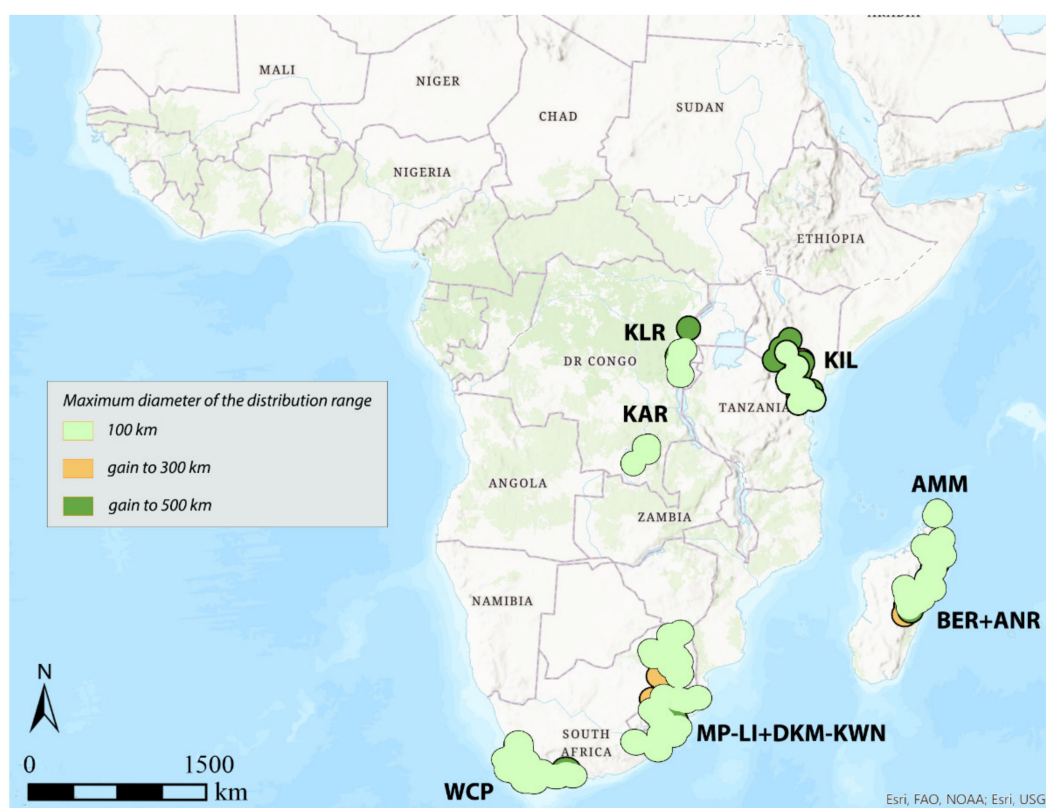 ARABIA
MALI
NIGER
CHAD
SUDAN
NIGERIA
ETHIOPIA
KLR
DR CONGO
KIL
TANZANIA
KAR
Maximum diameter of the distribution range
100 km
gain to 300 km
gain to 500 km
ANGOLA
ZAMBIA
AMM
NAMIBIA
BER+ANR
N
SOUTH
AFRICA
MP-LI+DKM-KWN
0 1500
km
WCP
Esri, FAO, NOAA; Esri, USG